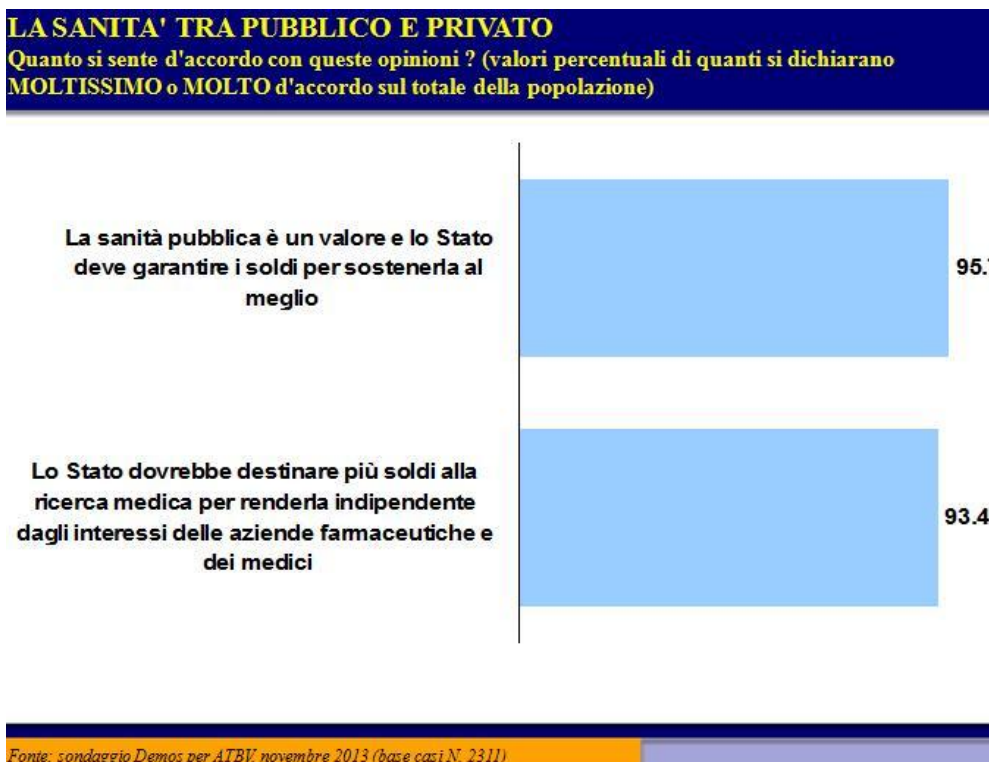 LA SANITA' TRA PUBBLICO E PRIVATO
Quanto si sente d'accordo con queste opinioni ? (valori percentuali di quanti si dichiarano
MOLTISSIMO o MOLTO d'accordo sul totale della popolazione)
La sanità pubblica è un valore e lo Stato
deve garantire i soldi per sostenerla al
meglio
95.
Lo Stato dovrebbe destinare più soldi alla
ricerca medica per renderla indipendente
dagli interessi delle aziende farmaceutiche e
dei medici
93.4
Fonte: sondaggio Demos per ATBV, novembre 2013 (base casi N. 2311)